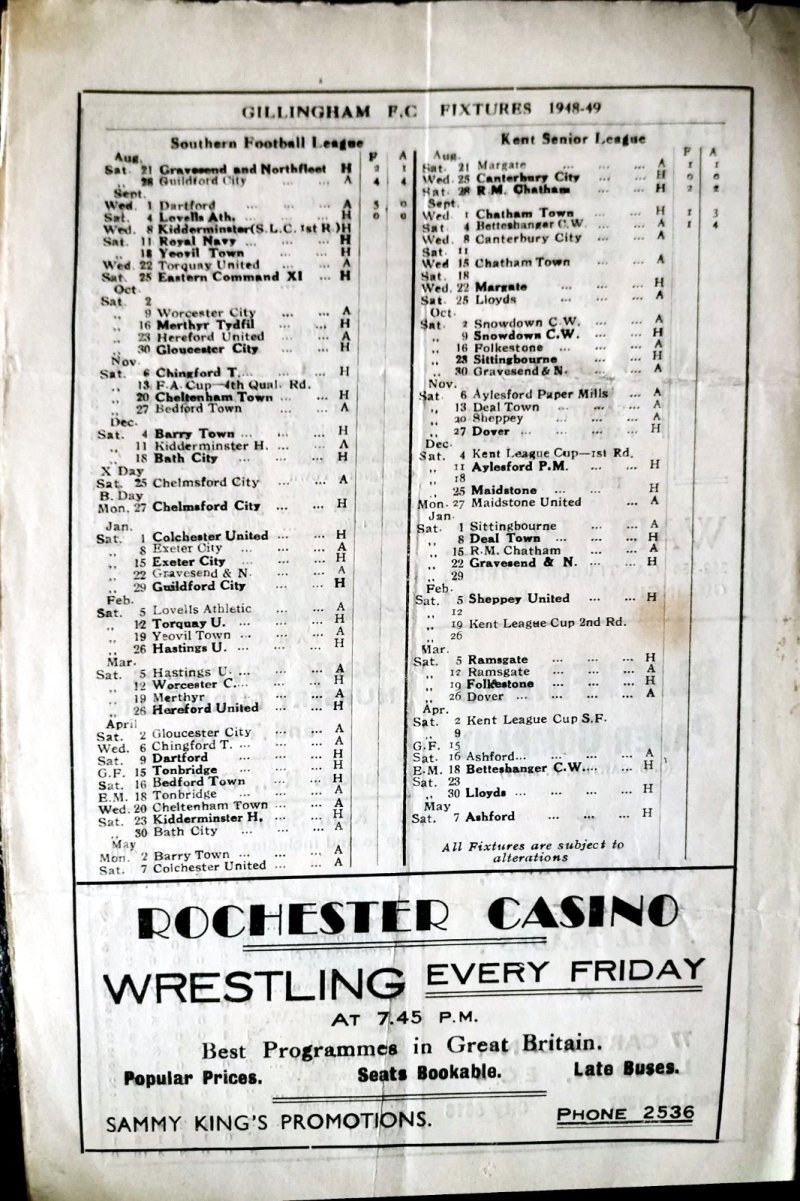 GILLINGHAM F.C FIXTURES 1948-49
Southern Football League F A
Aug.
Sat 21 Gravesend and Northfleet H 2 1
,, 28 Guildford City ... ... A 4 4
Sept.
Wed. 1 Dartford ... ... A 5 0
Sat. 4 Lovells Ath. ... ... H 0 0
Wed. 8 Kidderminster(S.L.C. 1st R.)H
Sat. 11 Royal Navy ... ... H
,, 18 Yeovil Town ... ... H
Wed. 22 Torquay United ... A
Sat. 25 Eastern Command XI ... H
Oct.
Sat. 2
,, 9 Worcester City ... A
,, 16 Merthyr Tydfil ... ... H
,, 23 Hereford United ... A
,, 30 Gloucester City ... H
Nov.
Sat. 6 Chingford T. ... ... H
,, 13 F.A. Cup—4th Qual. Rd.
,, 20 Cheltenham Town ... ... H
,, 27 Bedford Town ... A
Dec.
Sat. 4 Barry Town ... ... ... H
,, 11 Kidderminster H. ... ... A
,, 18 Bath City ... ... H
X Day
Sat. 25 Chelmsford City ... ... A
B. Day
Mon. 27 Chelmsford City ... ... H
Jan.
Sat. 1 Colchester United ... ... H
,, 8 Exeter City ... ... ... A
,, 15 Exeter City ... ... ... H
,, 22 Gravesend & N. ... ... A
,, 29 Guildford City ... ... H
Feb.
Sat. 5 Lovells Athletic ... ... A
,, 12 Torquay U. ... ... ... H
,, 19 Yeovil Town ... ... ... A
,, 26 Hastings U. ... ... ... H
Mar.
Sat. 5 Hastings U. ... ... ... A
,, 12 Worcester C. ... ... ... H
,, 19 Merthyr ... ... ... A
,, 26 Hereford United ... ... H
April
Sat. 2 Gloucester City ... ... A
Wed. 6 Chingford T. ... ... ... A
Sat. 9 Dartford ... ... ... H
G.F. 15 Tonbridge ... ... ... H
Sat. 16 Bedford Town ... ... H
E.M. 18 Tonbridge ... ... ... A
Wed. 20 Cheltenham Town ... ... A
Sat. 23 Kidderminster H. ... ... H
,, 30 Bath City ... ... ... A
May
Mon. 2 Barry Town ... ... ... A
Sat. 7 Colchester United ... ... A
Kent Senior League F A
Aug.
Sat. 21 Margate ... ... ... A 1 1
Wed. 25 Canterbury City ... ... H 0 0
Sat. 28 R.M. Chatham ... ... H 2 2
Sept.
Wed 1 Chatham Town ... ... H 1 3
Sat. 4 Betteshanger C.W. ... ... A 1 4
Wed. 8 Canterbury City ... ... A
Sat. 11
Wed 15 Chatham Town ... ... A
Sat. 18
Wed. 22 Margate ... ... ... H
Sat. 25 Lloyds ... ... ... A
Oct.
Sat. 2 Snowdown C.W. ... ... A
,, 9 Snowdown C.W. ... ... H
,, 16 Folkestone ... ... ... A
,, 23 Sittingbourne ... ... H
,, 30 Gravesend & N. ... ... A
Nov.
Sat. 6 Aylesford Paper Mills ... A
,, 13 Deal Town ... ... ... A
,, 20 Sheppey ... ... ... A
,, 27 Dover ... ... ... ... H
Dec.
Sat. 4 Kent League Cup—1st Rd.
,, 11 Aylesford P.M. ... ... H
,, 18
,, 25 Maidstone ... ... H
Mon. 27 Maidstone United ... A
Jan.
Sat. 1 Sittingbourne ... ... A
,, 8 Deal Town ... ... ... H
,, 15 R.M. Chatham ... ... A
,, 22 Gravesend & N. ... ... H
,, 29
Feb.
Sat. 5 Sheppey United ... ... H
,, 12
,, 19 Kent League Cup 2nd Rd.
,, 26
Mar.
Sat. 5 Ramsgate ... ... ... H
,, 12 Ramsgate ... ... ... A
,, 19 Folkestone ... ... ... H
,, 26 Dover ... ... ... ... A
Apr.
Sat. 2 Kent League Cup S.F.
,, 9
G.F. 15
Sat. 16 Ashford... ... ... ... A
E.M. 18 Betteshanger C.W.... ... H
Sat. 23
,, 30 Lloyds ... ... ... ... H
May
Sat. 7 Ashford ... ... ... H
All Fixtures are subject to
alterations
ROCHESTER CASINO
WRESTLING EVERY FRIDAY
AT 7.45 P.M.
Best Programmes in Great Britain.
Popular Prices. Seats Bookable. Late Buses.
SAMMY KING'S PROMOTIONS. PHONE 2536